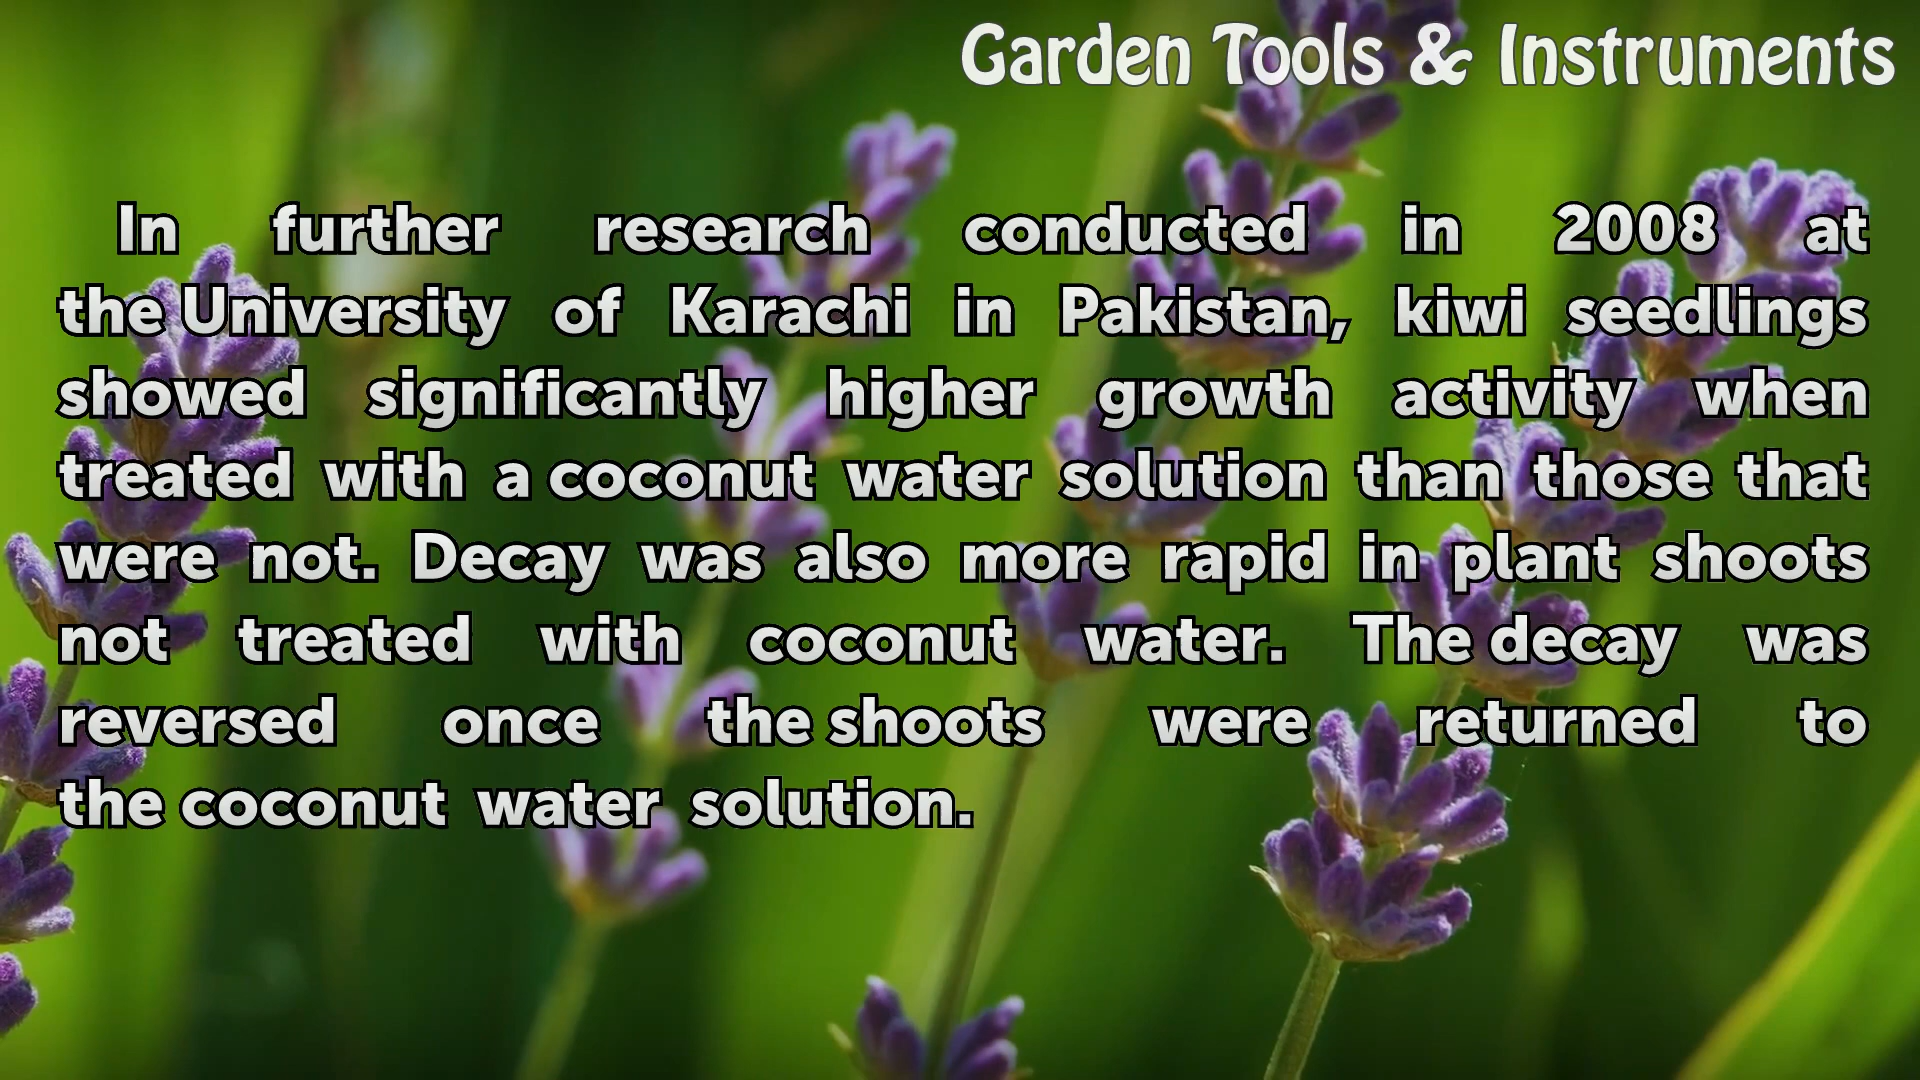 Garden Tools & Instruments
In further research conducted in 2008 at
the University of Karachi in Pakistan, kiwi seedlings
showed significantly higher growth activity when
treated with a coconut water solution than those that
were not. Decay was also more rapid in plant shoots
not treated with coconut water. The decay was
reversed once the shoots were returned to
the coconut water solution.